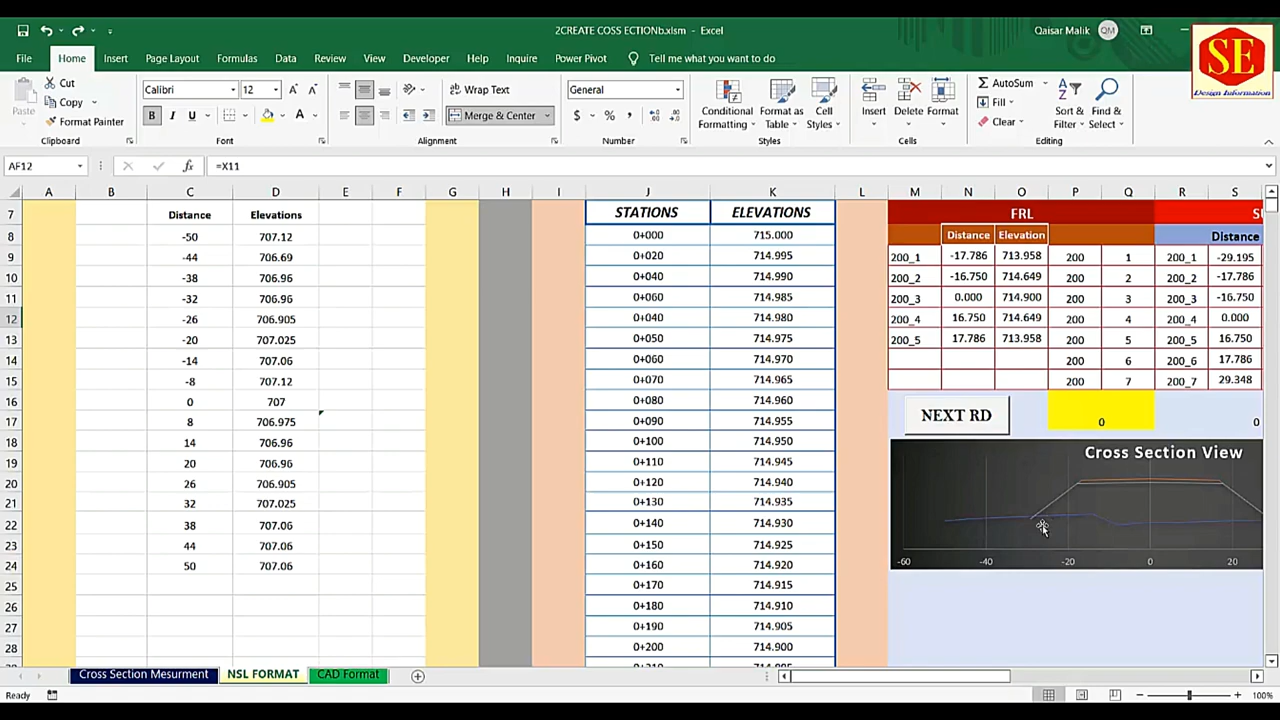 2CREATE COSS ECTIONb.xlsm - Excel
Qaisar Malik QM
SE
Design Information
File Home Insert Page Layout Formulas Data Review View Developer Help Inquire Power Pivot Tell me what you want to do
Paste Cut Copy Format Painter Clipboard
Calibri 12 B I U A Font
Wrap Text Merge & Center Alignment
General $ % , Number
Conditional Formatting Format as Table Cell Styles Styles
Insert Delete Format Cells
AutoSum Fill Clear Sort & Filter Find & Select Editing
AF12 fx =X11
A B C D E F G H I J K L M N O P Q R S
7 Distance Elevations STATIONS ELEVATIONS FRL
8 -50 707.12 0+000 715.000 Distance Elevation Distance
9 -44 706.69 0+020 714.995 200_1 -17.786 713.958 200 1 200_1 -29.195
10 -38 706.96 0+040 714.990 200_2 -16.750 714.649 200 2 200_2 -17.786
11 -32 706.96 0+060 714.985 200_3 0.000 714.900 200 3 200_3 -16.750
12 -26 706.905 0+040 714.980 200_4 16.750 714.649 200 4 200_4 0.000
13 -20 707.025 0+050 714.975 200_5 17.786 713.958 200 5 200_5 16.750
14 -14 707.06 0+060 714.970 200 6 200_6 17.786
15 -8 707.12 0+070 714.965 200 7 200_7 29.348
16 0 707 0+080 714.960 NEXT RD
17 8 706.975 0+090 714.955 0 0
18 14 706.96 0+100 714.950 Cross Section View
19 20 706.96 0+110 714.945
20 26 706.905 0+120 714.940
21 32 707.025 0+130 714.935
22 38 707.06 0+140 714.930
23 44 707.06 0+150 714.925
24 50 707.06 0+160 714.920 -60 -40 -20 0 20
25 0+170 714.915
26 0+180 714.910
27 0+190 714.905
28 0+200 714.900
Cross Section Mesurment NSL FORMAT CAD Format
Ready 100%